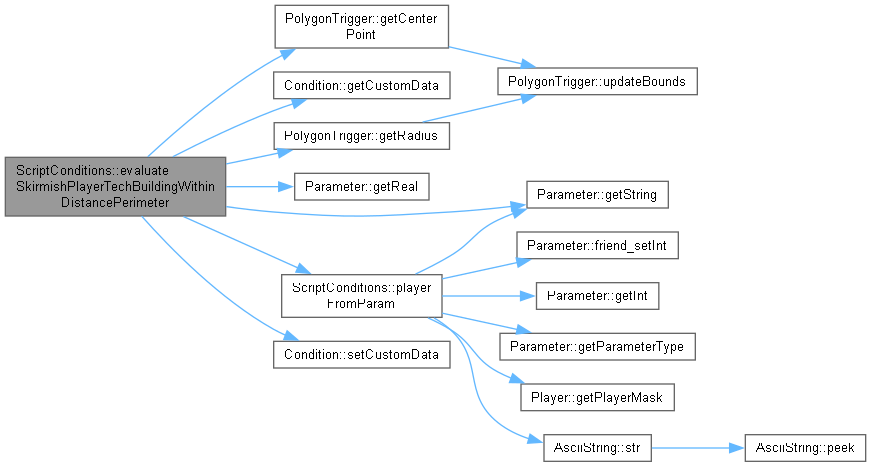 PolygonTrigger::getCenter
Point
Condition::getCustomData
PolygonTrigger::updateBounds
PolygonTrigger::getRadius
ScriptConditions::evaluate
SkirmishPlayerTechBuildingWithin
DistancePerimeter
Parameter::getReal
Parameter::getString
Parameter::friend_setInt
ScriptConditions::player
FromParam
Parameter::getInt
Condition::setCustomData
Parameter::getParameterType
Player::getPlayerMask
AsciiString::str
AsciiString::peek